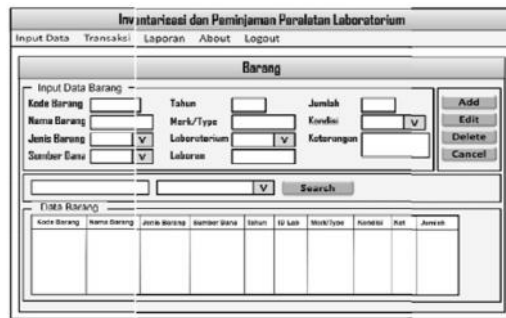 Inventarisasi dan Peminjaman Peralatan Laboratorium
Input Data Transaksi Laporan About Logout
Barang
Input Data Barang
Kode Barang Tahun Jumlah Add
Nama Barang Merk/Type Kondisi V Edit
Jenis Barang V Laboratorium V Keterangan Delete
Sumber Dana V Laboran Cancel
V Search
Data Barang
Kode Barang Nama Barang Jenis Barang Sumber Dana Tahun ID Lab Merk/Type Kondisi Ket Jumlah